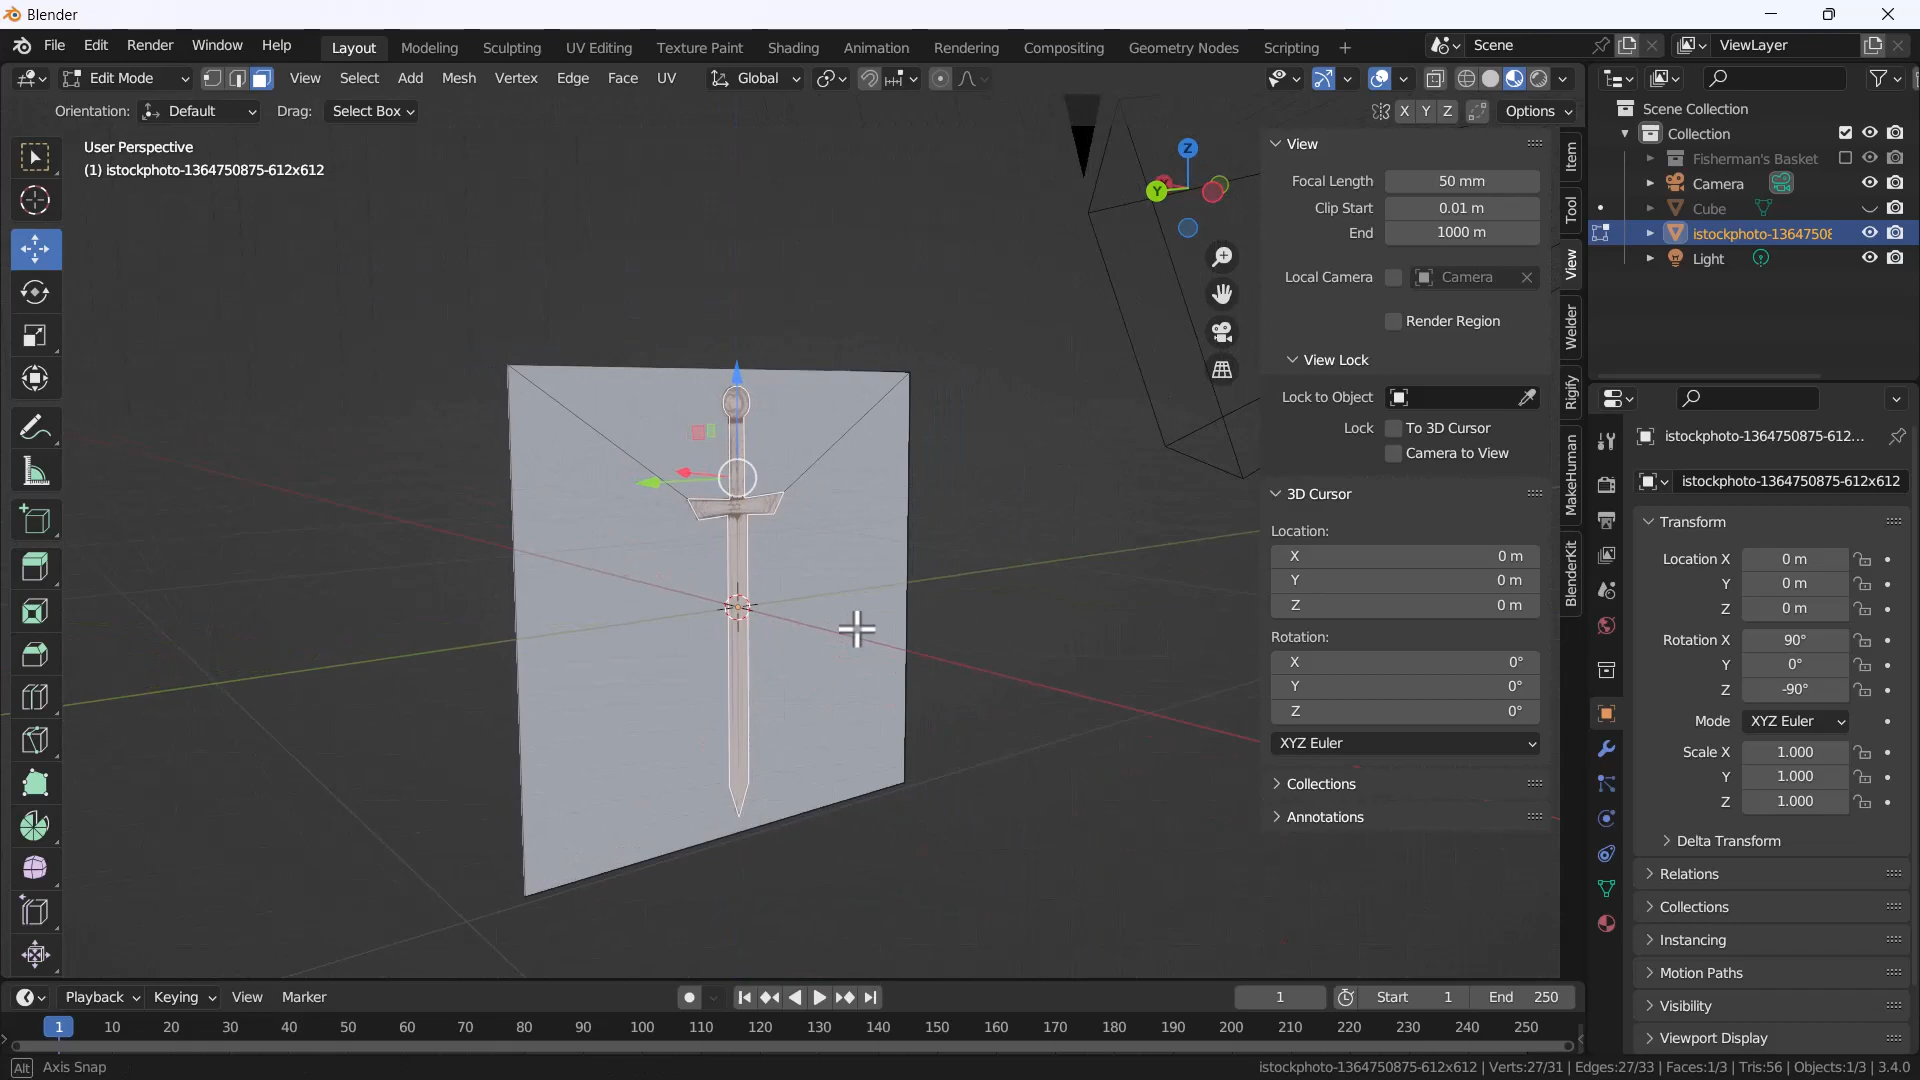 Blender
File Edit Render Window Help Layout Modeling Sculpting UV Editing Texture Paint Shading Animation Rendering Compositing Geometry Nodes Scripting + Scene ViewLayer
Edit Mode View Select Add Mesh Vertex Edge Face UV Global
Orientation: Default Drag: Select Box X Y Z Options
User Perspective
(1) istockphoto-1364750875-612x612
Z
Y
View
Focal Length 50 mm
Clip Start 0.01 m
End 1000 m
Local Camera Camera
Render Region
View Lock
Lock to Object
Lock To 3D Cursor
Camera to View
3D Cursor
Location:
X 0 m
Y 0 m
Z 0 m
Rotation:
X 0°
Y 0°
Z 0°
XYZ Euler
Collections
Annotations
Item
Tool
View
Welder
Rigify
MakeHuman
BlenderKit
Scene Collection
Collection
Fisherman's Basket
Camera
Cube
istockphoto-13647508
Light
istockphoto-1364750875-612...
istockphoto-1364750875-612x612
Transform
Location X 0 m
Y 0 m
Z 0 m
Rotation X 90°
Y 0°
Z -90°
Mode XYZ Euler
Scale X 1.000
Y 1.000
Z 1.000
Delta Transform
Relations
Collections
Instancing
Motion Paths
Visibility
Viewport Display
Playback Keying View Marker 1 Start 1 End 250
1 10 20 30 40 50 60 70 80 90 100 110 120 130 140 150 160 170 180 190 200 210 220 230 240 250
Alt Axis Snap istockphoto-1364750875-612x612 | Verts:27/31 | Edges:27/33 | Faces:1/3 | Tris:56 | Objects:1/3 | 3.4.0